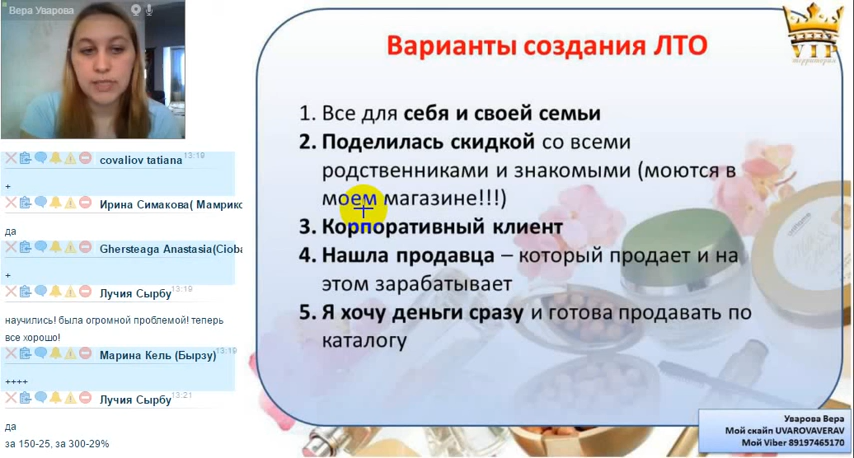 Вера Уварова
covaliov tatiana 13:19
+
Ирина Симакова( Мамрико
да
Ghersteaga Anastasia(Cioba
+
Лучия Сырбу 13:19
научились! была огромной проблемой! теперь
все хорошо!
Марина Кель (Бырзу) 13:19
++++
Лучия Сырбу 13:21
да
за 150-25, за 300-29%
Варианты создания ЛТО
1. Все для себя и своей семьи
2. Поделилась скидкой со всеми
родственниками и знакомыми (моются в
моем магазине!!!)
3. Корпоративный клиент
4. Нашла продавца – который продает и на
этом зарабатывает
5. Я хочу деньги сразу и готова продавать по
каталогу
VIP
территория
Уварова Вера
Мой скайп UVAROVAVERAV
Мой Viber 89197465170